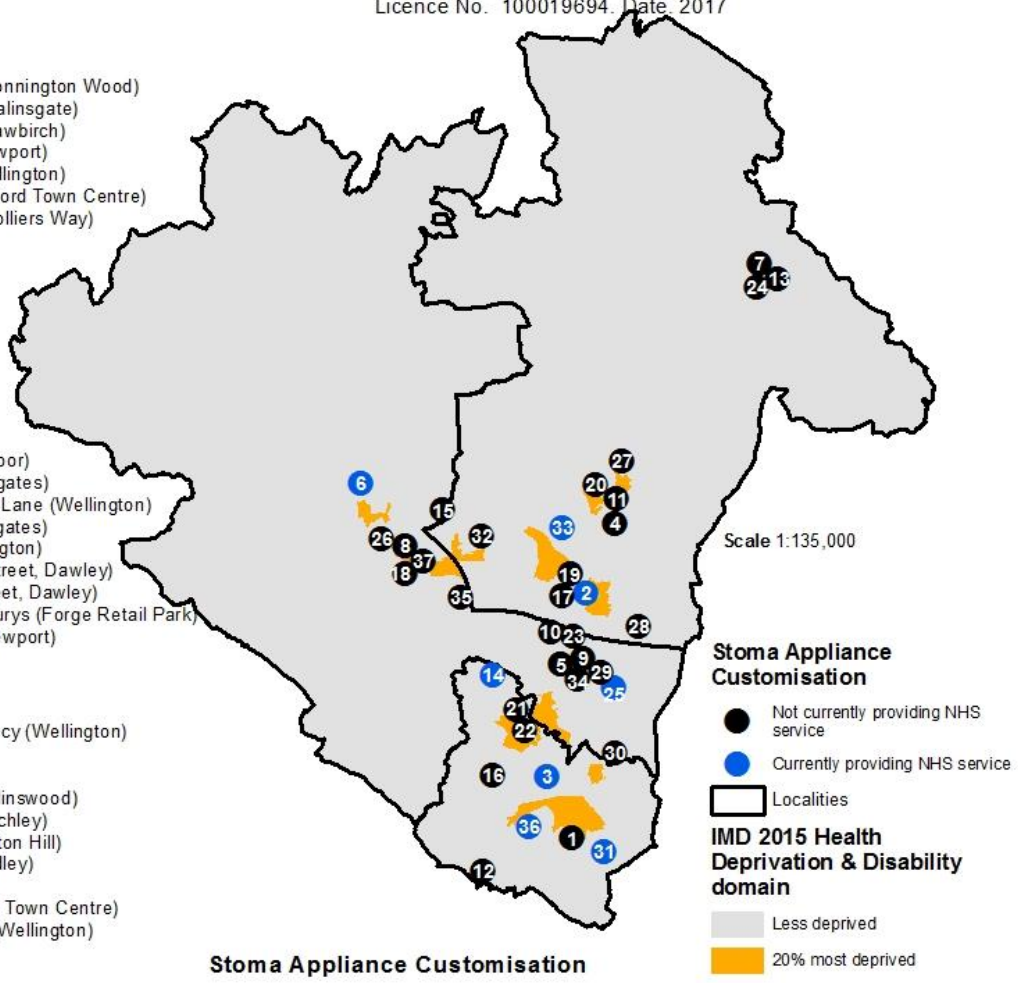 Licence No. 100019694. Date. 2017
onnington Wood)
alinsgate)
awbirch)
wport)
llington)
ord Town Centre)
olliers Way)
7
13
24
oor)
gates)
Lane (Wellington)
gates)
gton)
treet, Dawley)
et, Dawley)
urys (Forge Retail Park)
ewport)
cy (Wellington)
linswood)
chley)
ton Hill)
lley)
Town Centre)
Wellington)
27
20
11
4
6
15
33
32
26
8
37
18
35
19
17
2
28
10
23
5
9
29
34
25
14
21
22
30
16
3
36
1
31
12
Scale 1:135,000
Stoma Appliance
Customisation
Not currently providing NHS
service
Currently providing NHS service
Localities
IMD 2015 Health
Deprivation & Disability
domain
Less deprived
20% most deprived
Stoma Appliance Customisation